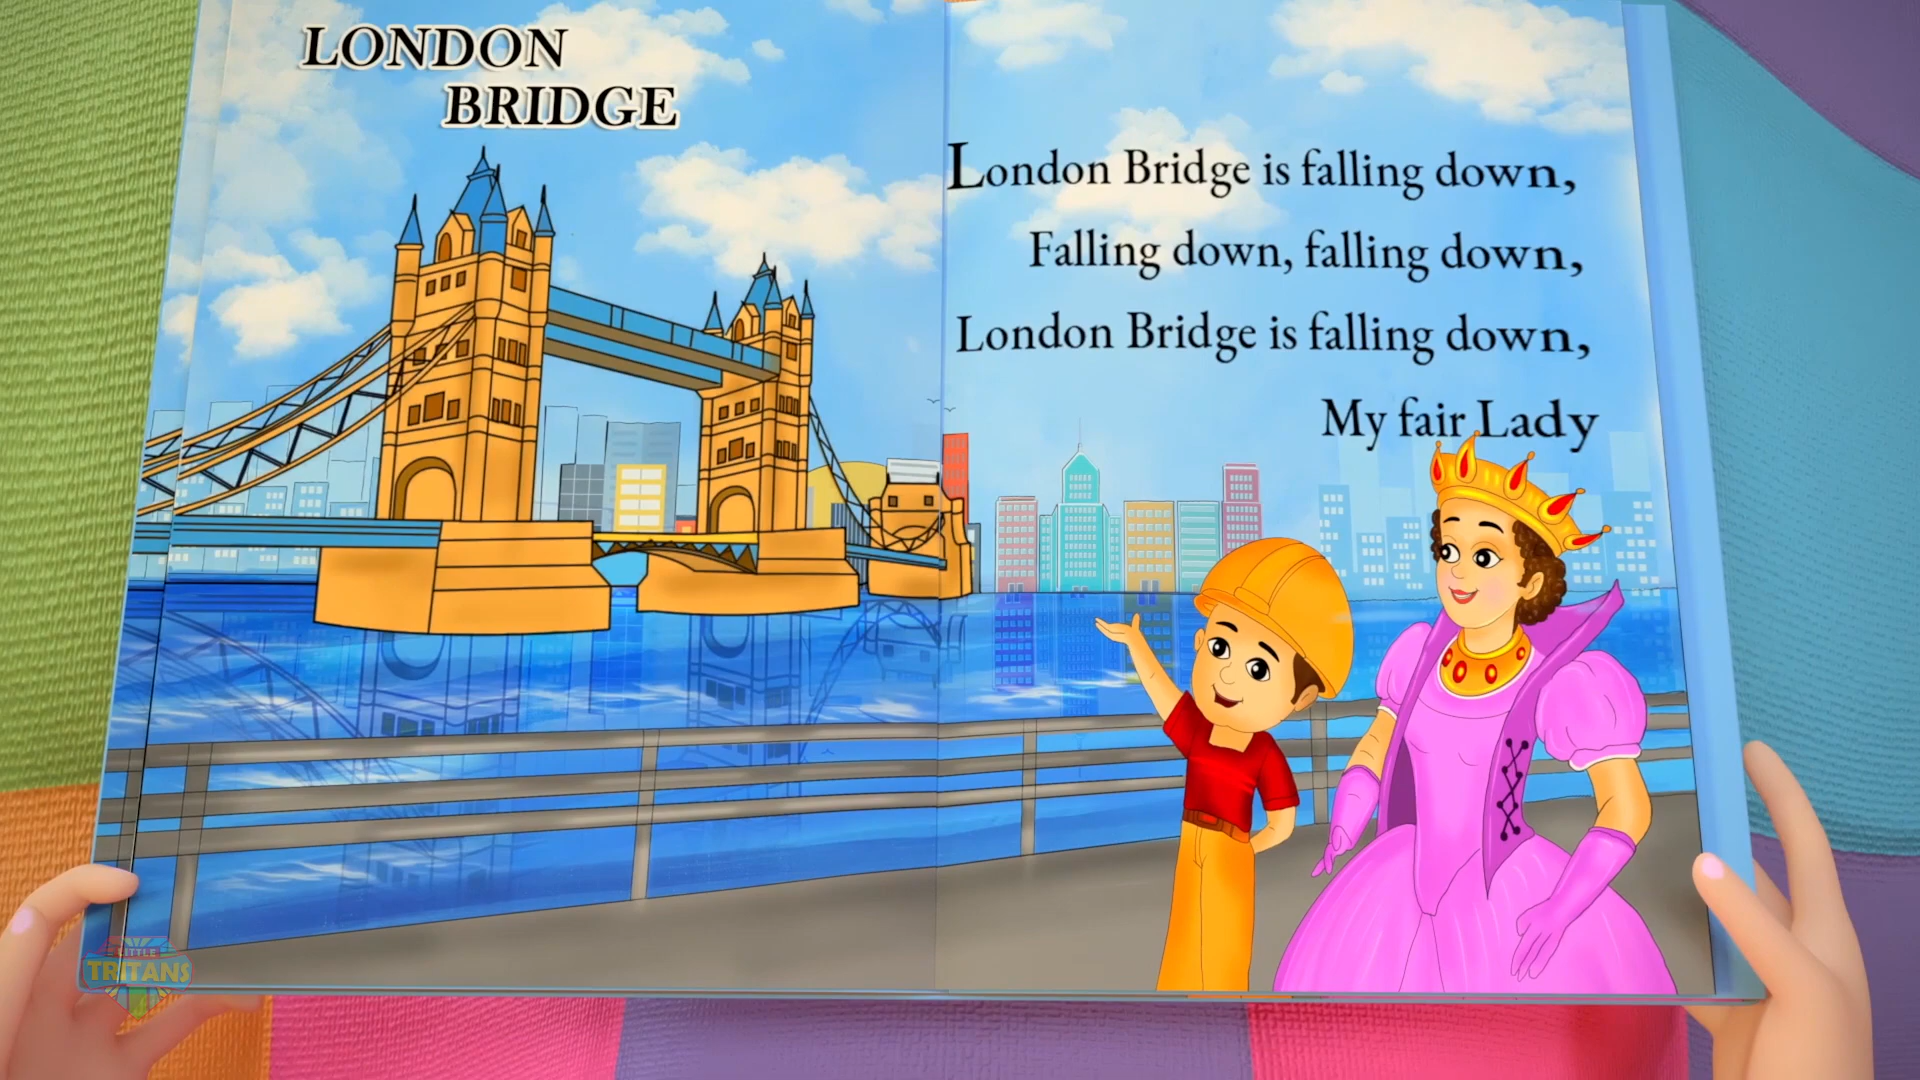 LONDON
BRIDGE
London Bridge is falling down,
Falling down, falling down,
London Bridge is falling down,
My fair Lady
LITTLE
TRITANS